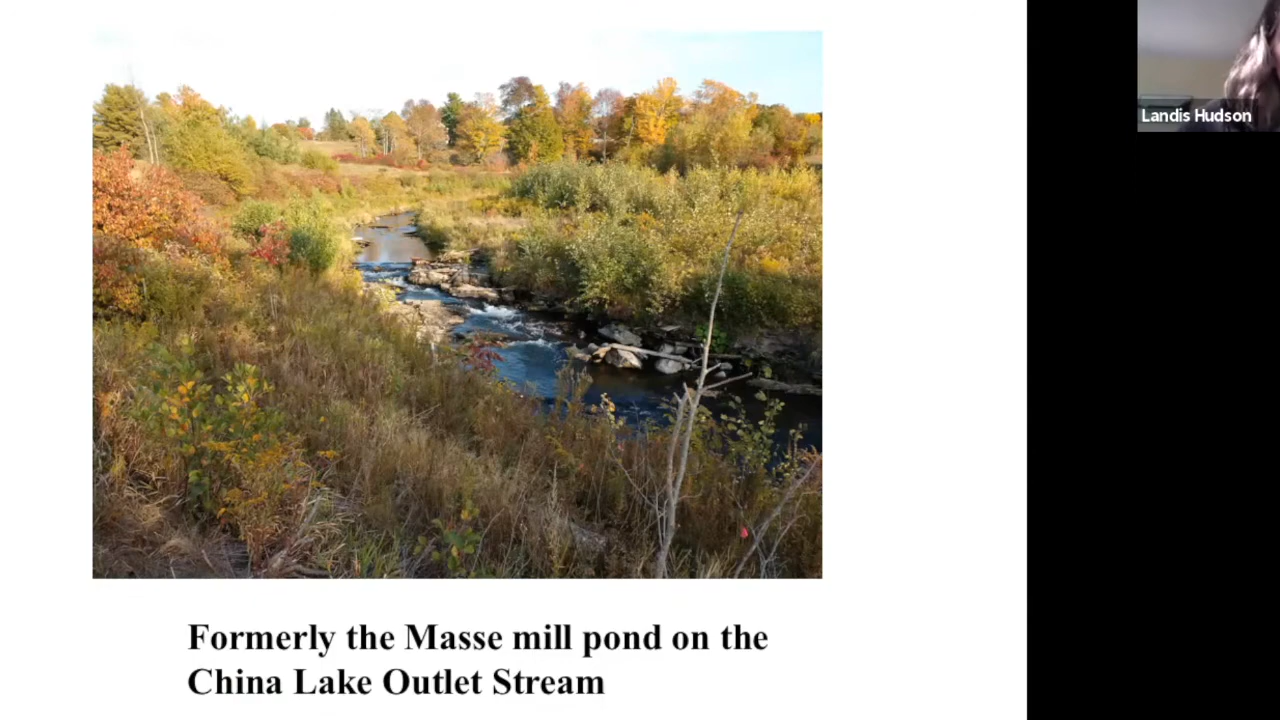 Landis Hudson
Formerly the Masse mill pond on the
China Lake Outlet Stream